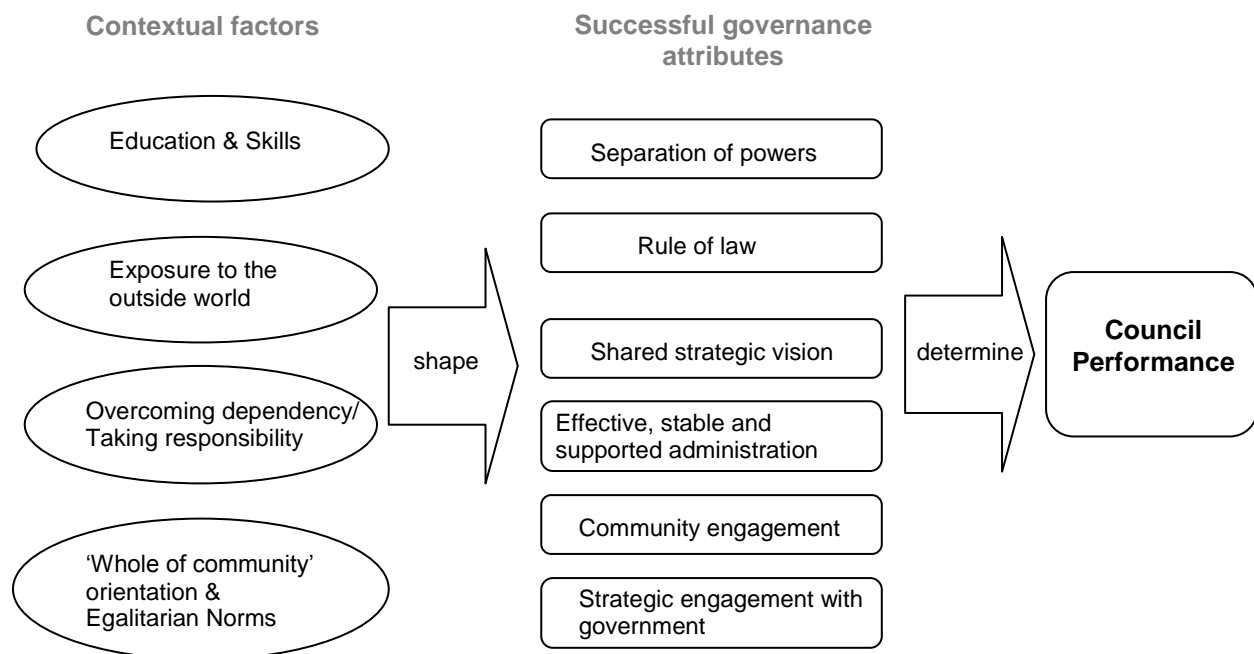 Contextual factors
Successful governance
attributes
Education & Skills
Exposure to the
outside world
Overcoming dependency/
Taking responsibility
‘Whole of community’
orientation &
Egalitarian Norms
shape
Separation of powers
Rule of law
Shared strategic vision
Effective, stable and
supported administration
Community engagement
Strategic engagement with
government
determine
Council
Performance